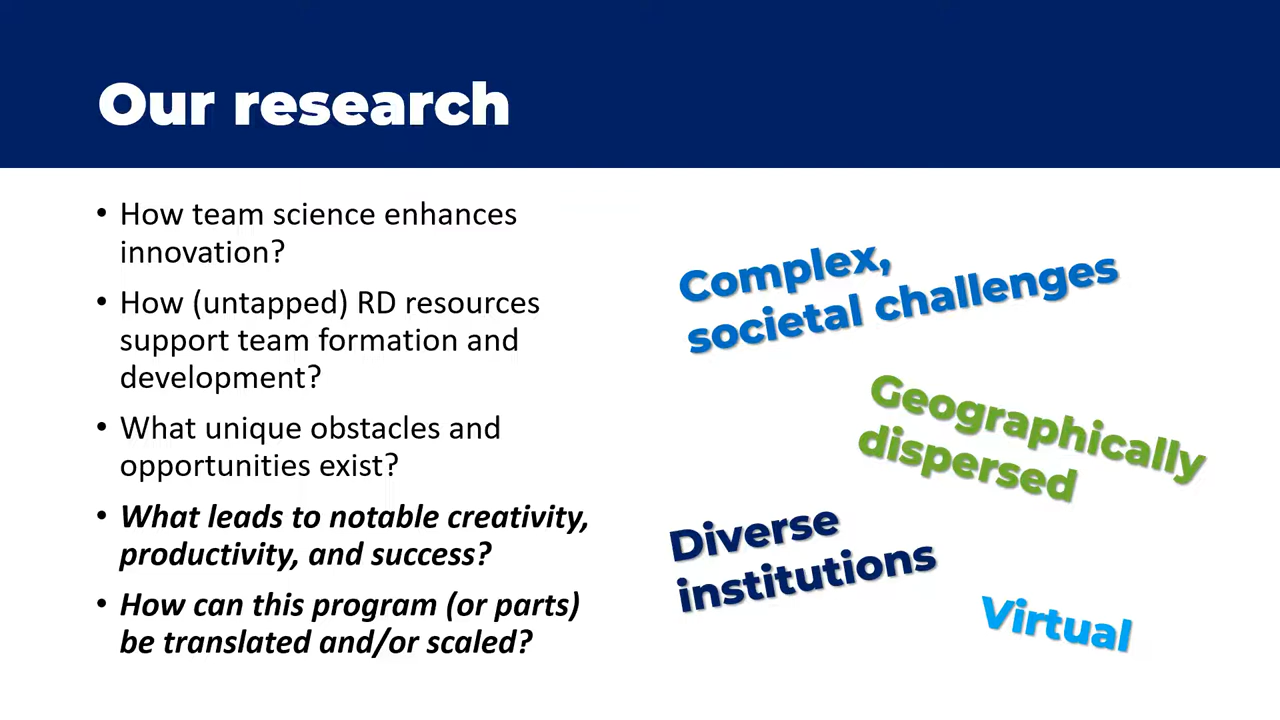 Our research
• How team science enhances
innovation?
• How (untapped) RD resources
support team formation and
development?
• What unique obstacles and
opportunities exist?
• What leads to notable creativity,
productivity, and success?
• How can this program (or parts)
be translated and/or scaled?
Complex,
societal challenges
Geographically
dispersed
Diverse
institutions
Virtual